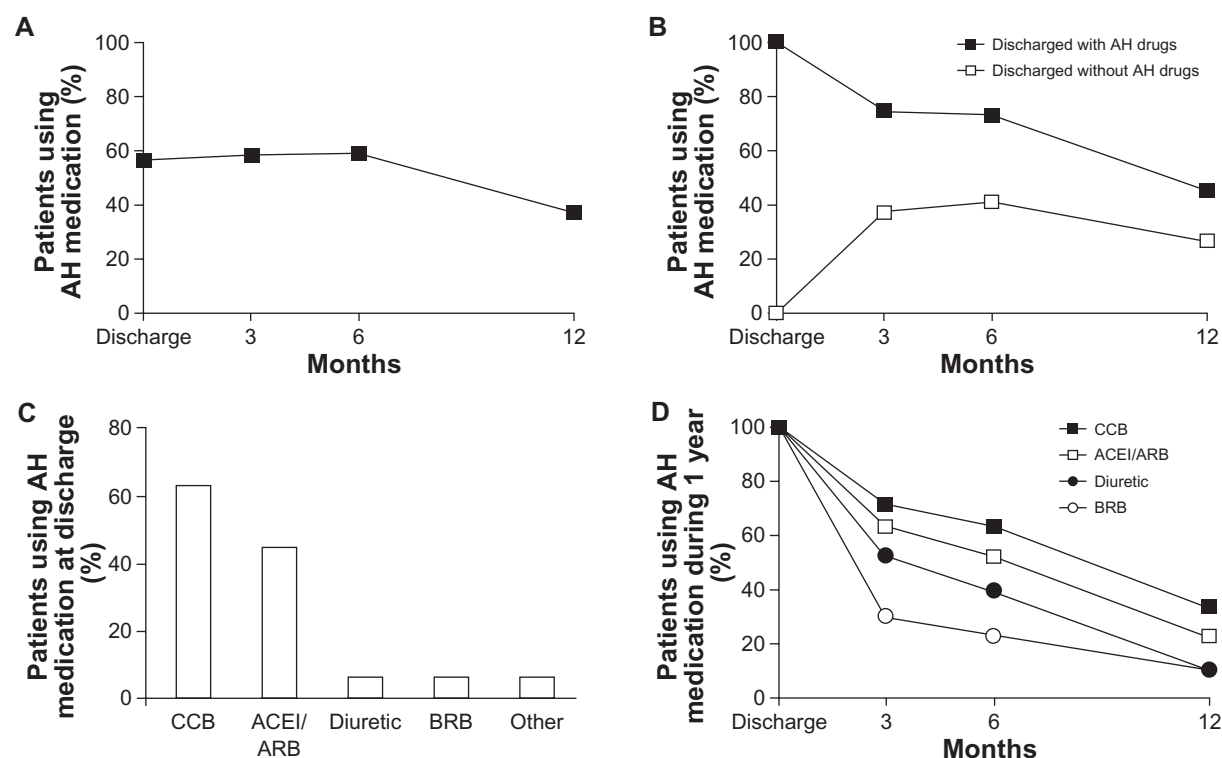 A
Patients using
AH medication (%)
100
80
60
40
20
0
Discharge 3 6 12
Months
B
Patients using
AH medication (%)
100
80
60
40
20
0
Discharged with AH drugs
Discharged without AH drugs
Discharge 3 6 12
Months
C
Patients using AH
medication at discharge
(%)
80
60
40
20
0
CCB ACEI/ Diuretic BRB Other
ARB
D
Patients using AH
medication during 1 year
(%)
100
80
60
40
20
0
CCB
ACEI/ARB
Diuretic
BRB
Discharge 3 6 12
Months